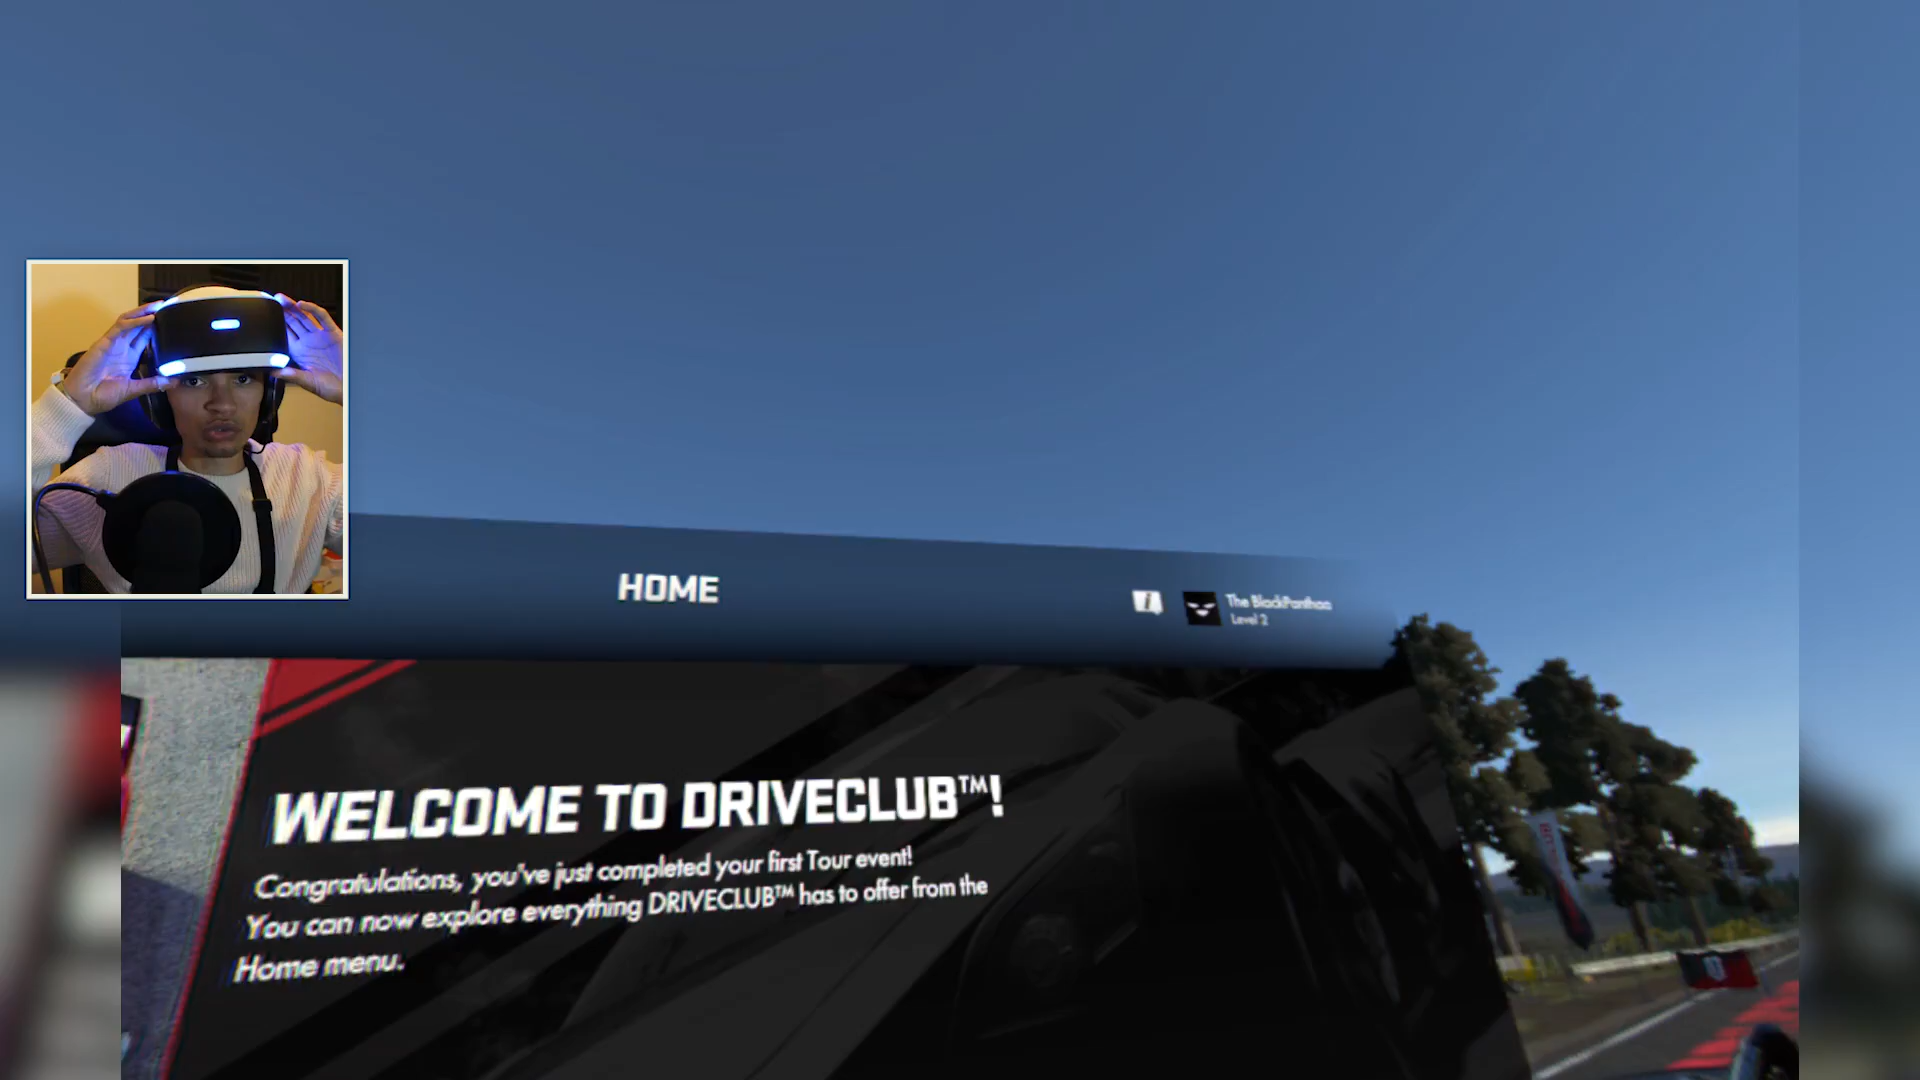 HOME
The BlackPanthaa
Level 2
WELCOME TO DRIVECLUB™!
Congratulations, you've just completed your first Tour event!
You can now explore everything DRIVECLUB™ has to offer from the
Home menu.